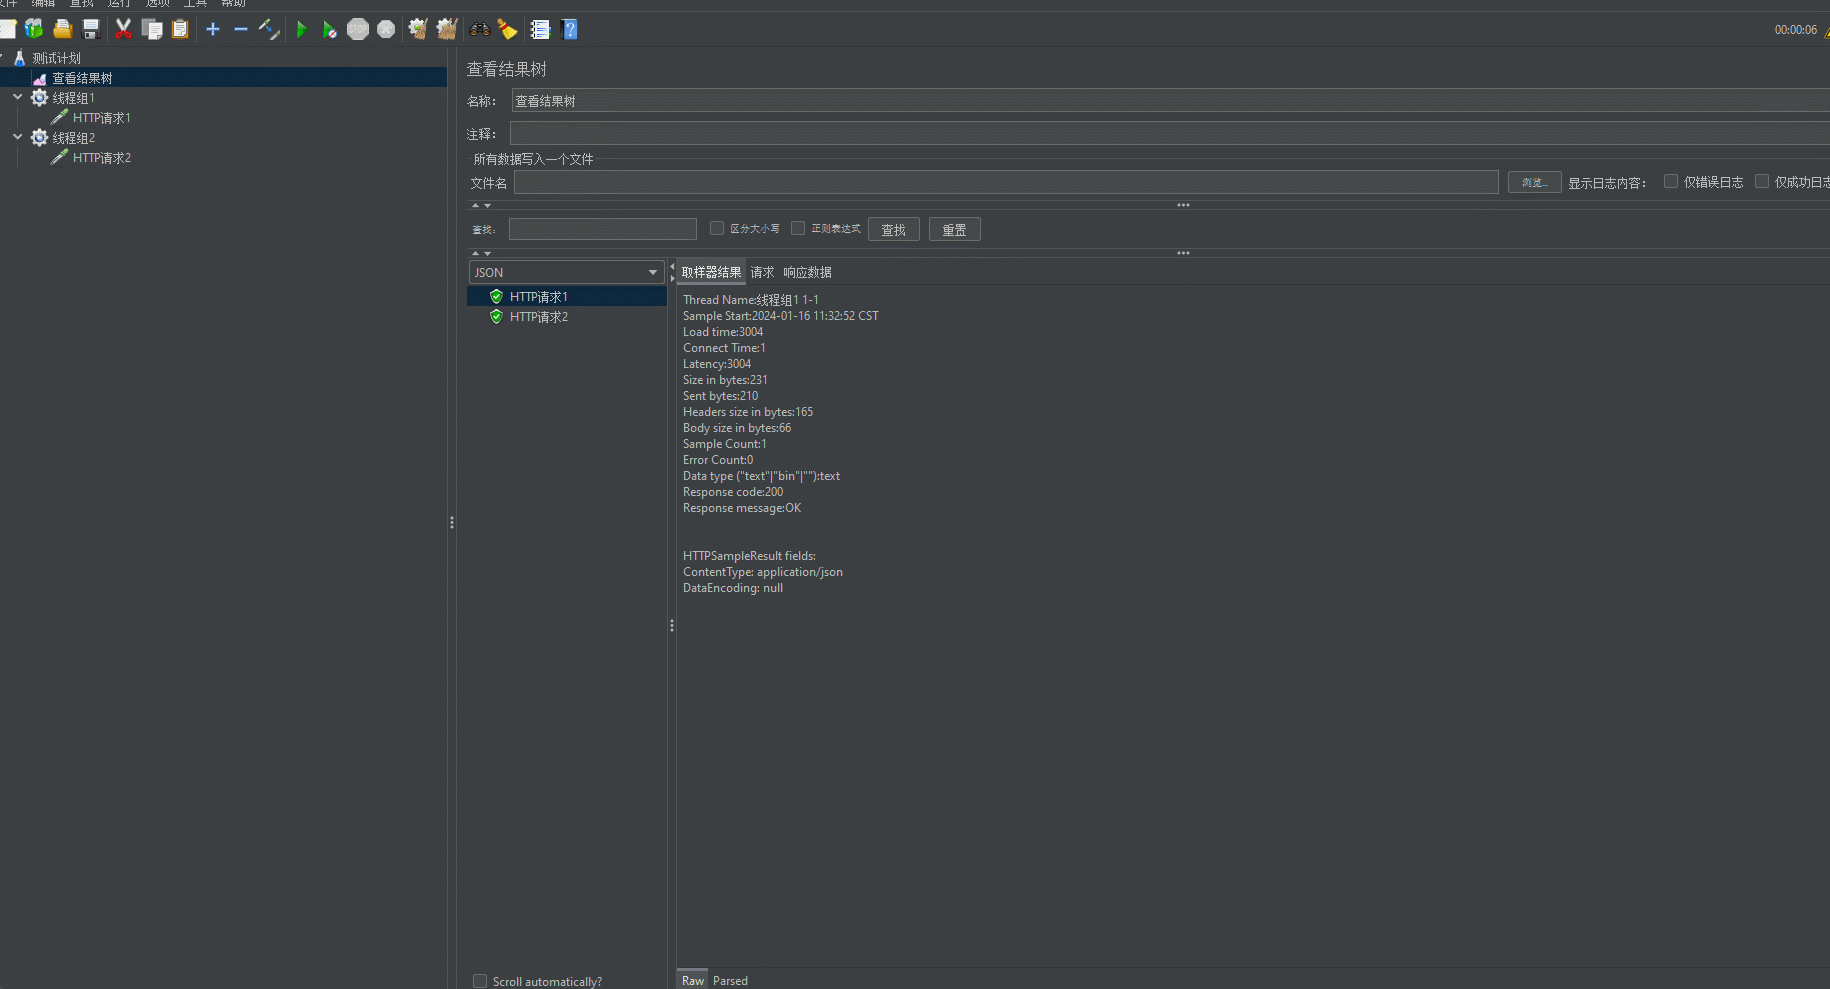 文件 编辑 查找 运行 选项 工具 帮助
STOP
00:00:06
测试计划
查看结果树
线程组1
HTTP请求1
线程组2
HTTP请求2
查看结果树
名称： 查看结果树
注释：
所有数据写入一个文件
文件名 浏览... 显示日志内容： 仅错误日志 仅成功日志
查找: 区分大小写 正则表达式 查找 重置
JSON
HTTP请求1
HTTP请求2
Scroll automatically?
取样器结果 请求 响应数据
Thread Name:线程组1 1-1
Sample Start:2024-01-16 11:32:52 CST
Load time:3004
Connect Time:1
Latency:3004
Size in bytes:231
Sent bytes:210
Headers size in bytes:165
Body size in bytes:66
Sample Count:1
Error Count:0
Data type ("text"|"bin"|""):text
Response code:200
Response message:OK
HTTPSampleResult fields:
ContentType: application/json
DataEncoding: null
Raw Parsed